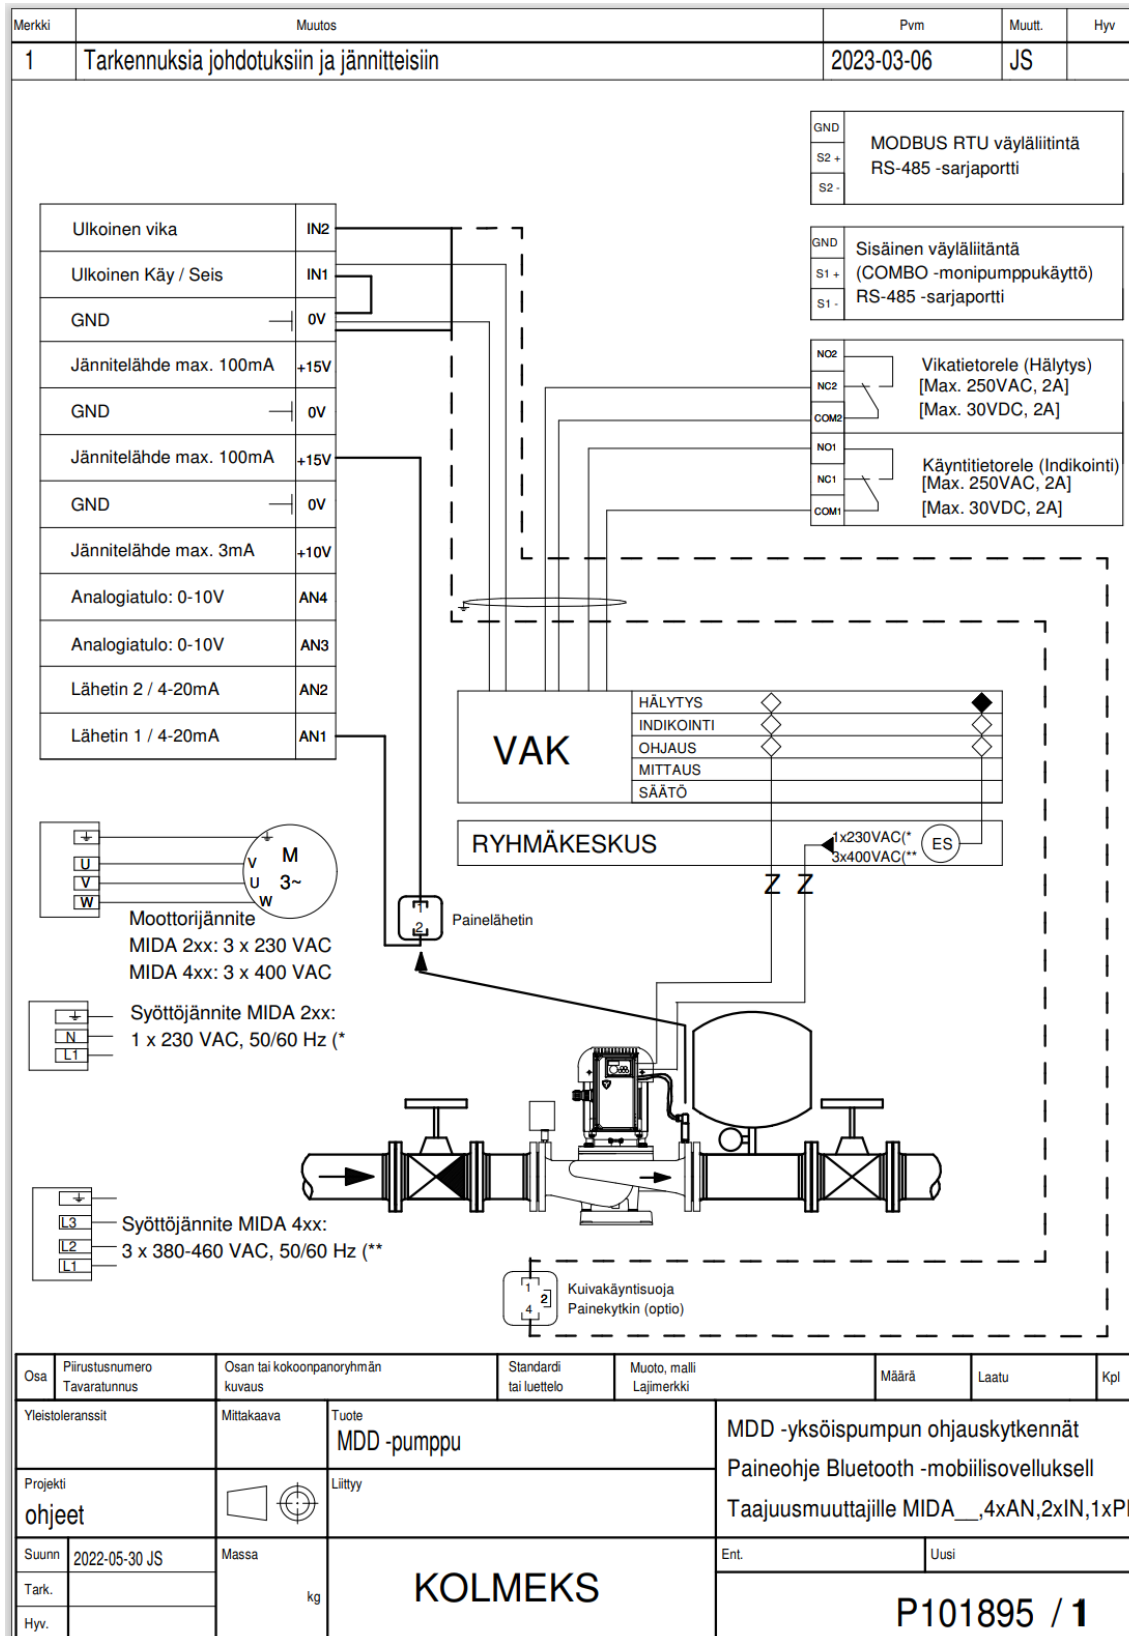 Merkki Muutos Pvm Muutt. Hyv
1 Tarkennuksia johdotuksiin ja jännitteisiin 2023-03-06 JS
GND
S2 +
S2 -
MODBUS RTU väyläliitintä
RS-485 -sarjaportti
GND
S1 +
S1 -
Sisäinen väyläliitäntä
(COMBO -monipumppukäyttö)
RS-485 -sarjaportti
NO2
NC2
COM2
Vikatietorele (Hälytys)
[Max. 250VAC, 2A]
[Max. 30VDC, 2A]
NO1
NC1
COM1
Käyntitietorele (Indikointi)
[Max. 250VAC, 2A]
[Max. 30VDC, 2A]
Ulkoinen vika IN2
Ulkoinen Käy / Seis IN1
GND 0V
Jännitelähde max. 100mA +15V
GND 0V
Jännitelähde max. 100mA +15V
GND 0V
Jännitelähde max. 3mA +10V
Analogiatulo: 0-10V AN4
Analogiatulo: 0-10V AN3
Lähetin 2 / 4-20mA AN2
Lähetin 1 / 4-20mA AN1
VAK
HÄLYTYS
INDIKOINTI
OHJAUS
MITTAUS
SÄÄTÖ
RYHMÄKESKUS
1x230VAC(*
3x400VAC(**
ES
Z Z
U
V
W
V
U
W
M
3~
Moottorijännite
MIDA 2xx: 3 x 230 VAC
MIDA 4xx: 3 x 400 VAC
1
2
Painelähetin
N
L1
Syöttöjännite MIDA 2xx:
1 x 230 VAC, 50/60 Hz (*
L3
L2
L1
Syöttöjännite MIDA 4xx:
3 x 380-460 VAC, 50/60 Hz (**
1
2
4
Kuivakäyntisuoja
Painekytkin (optio)
Osa
Piirustusnumero
Tavaratunnus
Osan tai kokoonpanoryhmän
kuvaus
Standardi
tai luettelo
Muoto, malli
Lajimerkki
Määrä
Laatu
Kpl
Yleistoleranssit
Mittakaava
Tuote
MDD -pumppu
MDD -yksöispumpun ohjauskytkennät
Paineohje Bluetooth -mobiilisovelluksell
Taajuusmuuttajille MIDA__,4xAN,2xIN,1xPI
Projekti
ohjeet
Liittyy
Suunn 2022-05-30 JS
Tark.
Hyv.
Massa
kg
KOLMEKS
Ent.
Uusi
P101895 / 1